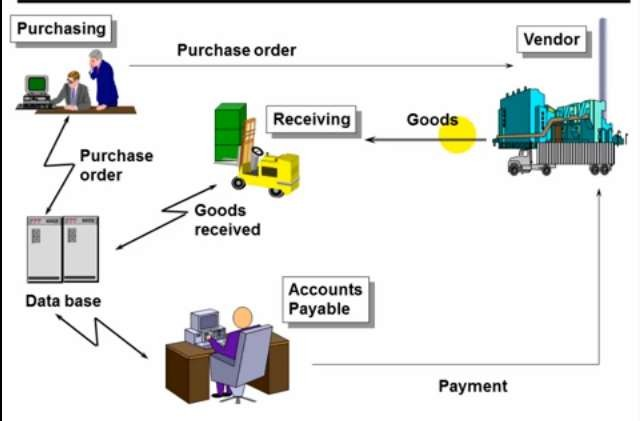 Purchasing
Purchase order
Vendor
Receiving
Goods
Purchase
order
Goods
received
Data base
Accounts
Payable
Payment